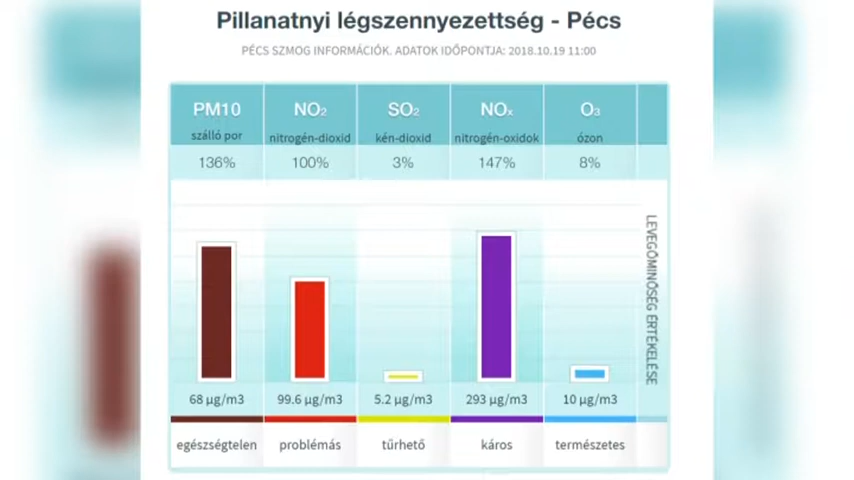 Pillanatnyi légszennyezettség - Pécs
PÉCS SZMOG INFORMÁCIÓK. ADATOK IDŐPONTJA: 2018.10.19 11:00
PM10 NO₂ SO₂ NOₓ O₃
szálló por nitrogén-dioxid kén-dioxid nitrogén-oxidok ózon
136% 100% 3% 147% 8%
LEVEGŐMINŐSÉG ÉRTÉKELÉSE
68 µg/m3 99.6 µg/m3 5.2 µg/m3 293 µg/m3 10 µg/m3
egészségtelen problémás tűrhető káros természetes